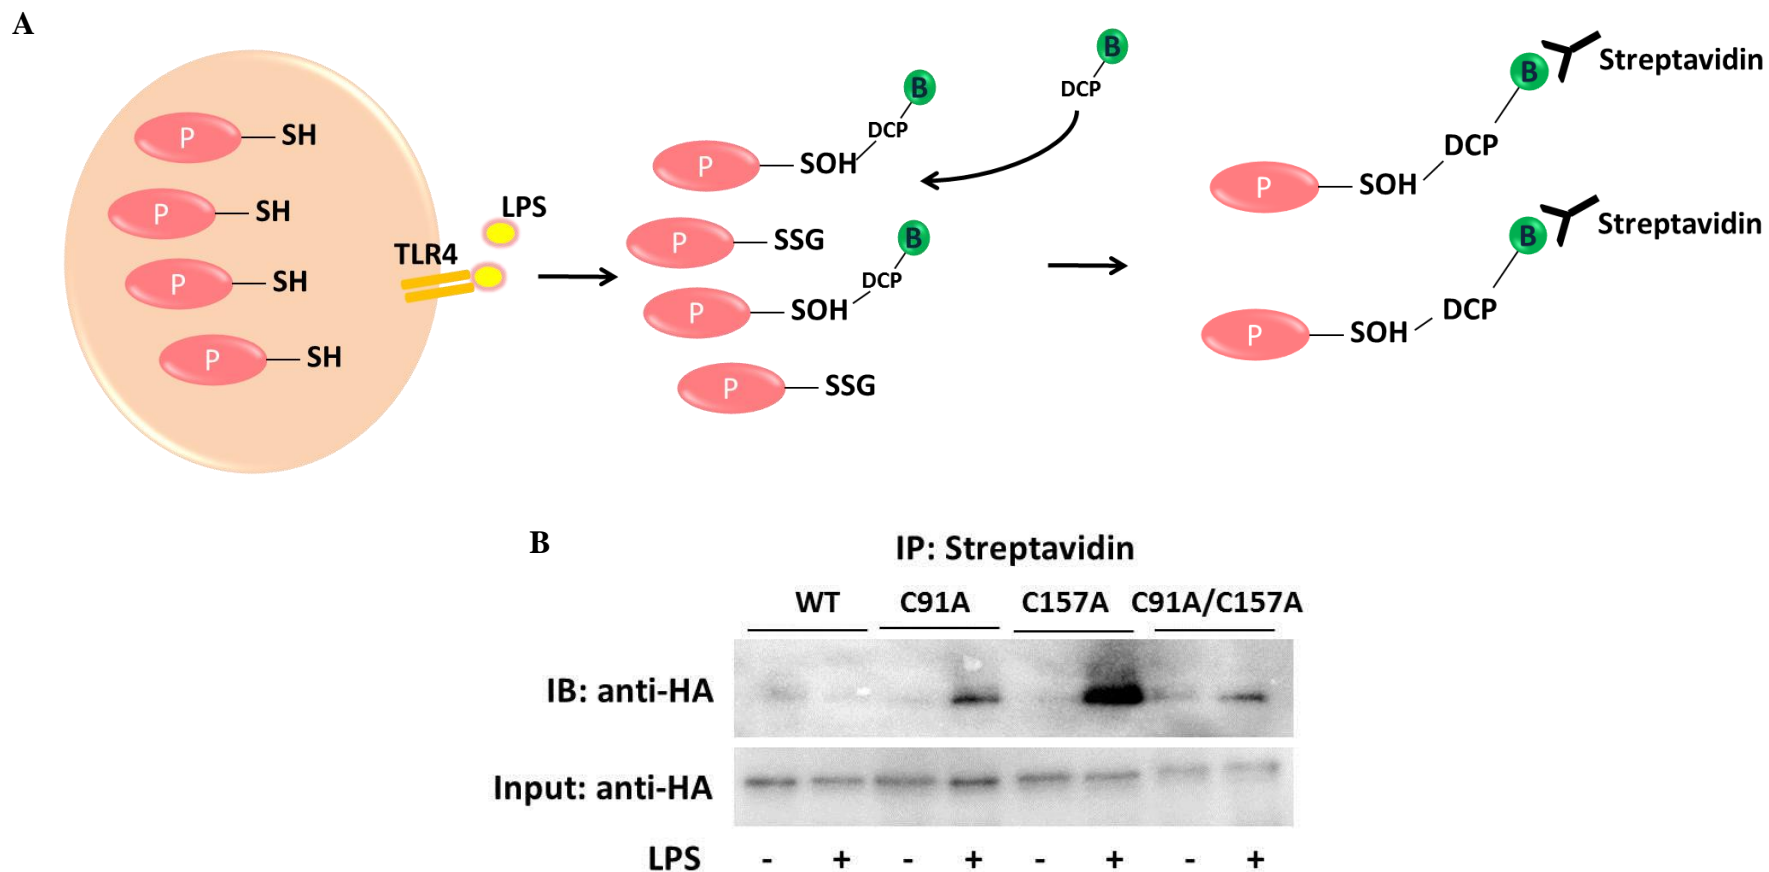 A
P
SH
P
SH
P
SH
P
SH
TLR4
LPS
P
SOH
DCP
B
P
SSG
P
SOH
DCP
B
P
SSG
DCP
B
P
SOH
DCP
B
Streptavidin
P
SOH
DCP
B
Streptavidin
B
IP: Streptavidin
WT C91A C157A C91A/C157A
IB: anti-HA
Input: anti-HA
LPS - + - + - + - +